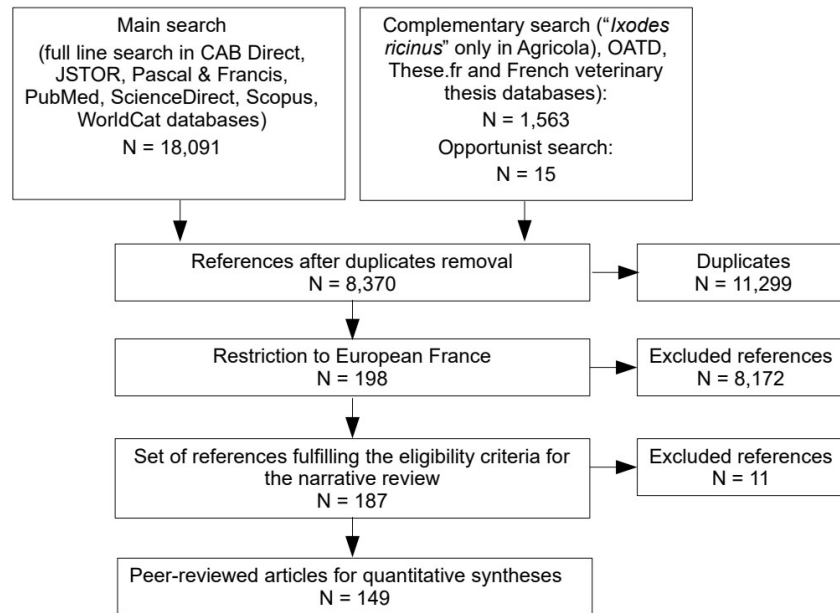 Main search
(full line search in CAB Direct,
JSTOR, Pascal & Francis,
PubMed, ScienceDirect, Scopus,
WorldCat databases)
N = 18,091
Complementary search ("Ixodes
ricinus" only in Agricola), OATD,
These.fr and French veterinary
thesis databases):
N = 1,563
Opportunist search:
N = 15
References after duplicates removal
N = 8,370
Duplicates
N = 11,299
Restriction to European France
N = 198
Excluded references
N = 8,172
Set of references fulfilling the eligibility criteria for
the narrative review
N = 187
Excluded references
N = 11
Peer-reviewed articles for quantitative syntheses
N = 149